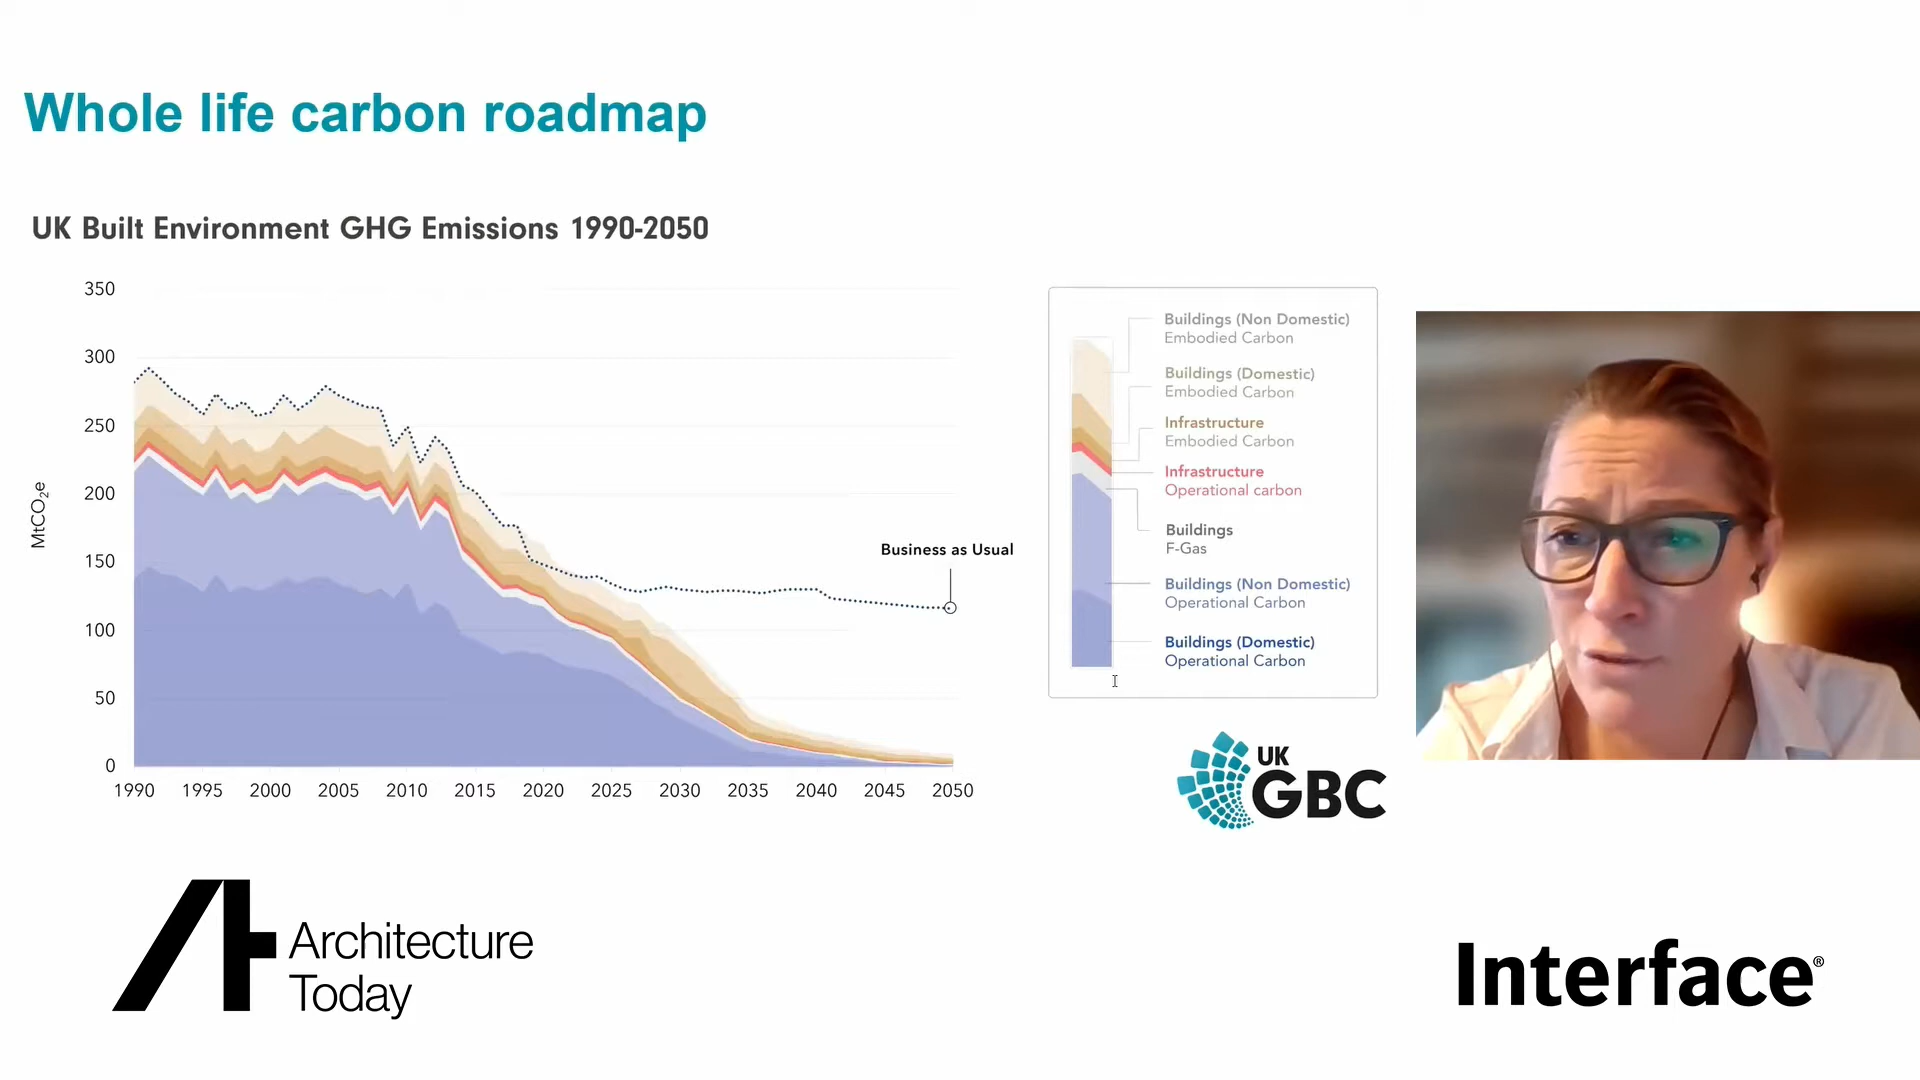 Whole life carbon roadmap
UK Built Environment GHG Emissions 1990-2050
MtCO₂e
350
300
250
200
150
100
50
0
1990 1995 2000 2005 2010 2015 2020 2025 2030 2035 2040 2045 2050
Business as Usual
Buildings (Non Domestic)
Embodied Carbon
Buildings (Domestic)
Embodied Carbon
Infrastructure
Embodied Carbon
Infrastructure
Operational carbon
Buildings
F-Gas
Buildings (Non Domestic)
Operational Carbon
Buildings (Domestic)
Operational Carbon
UK
GBC
Architecture
Today
Interface®